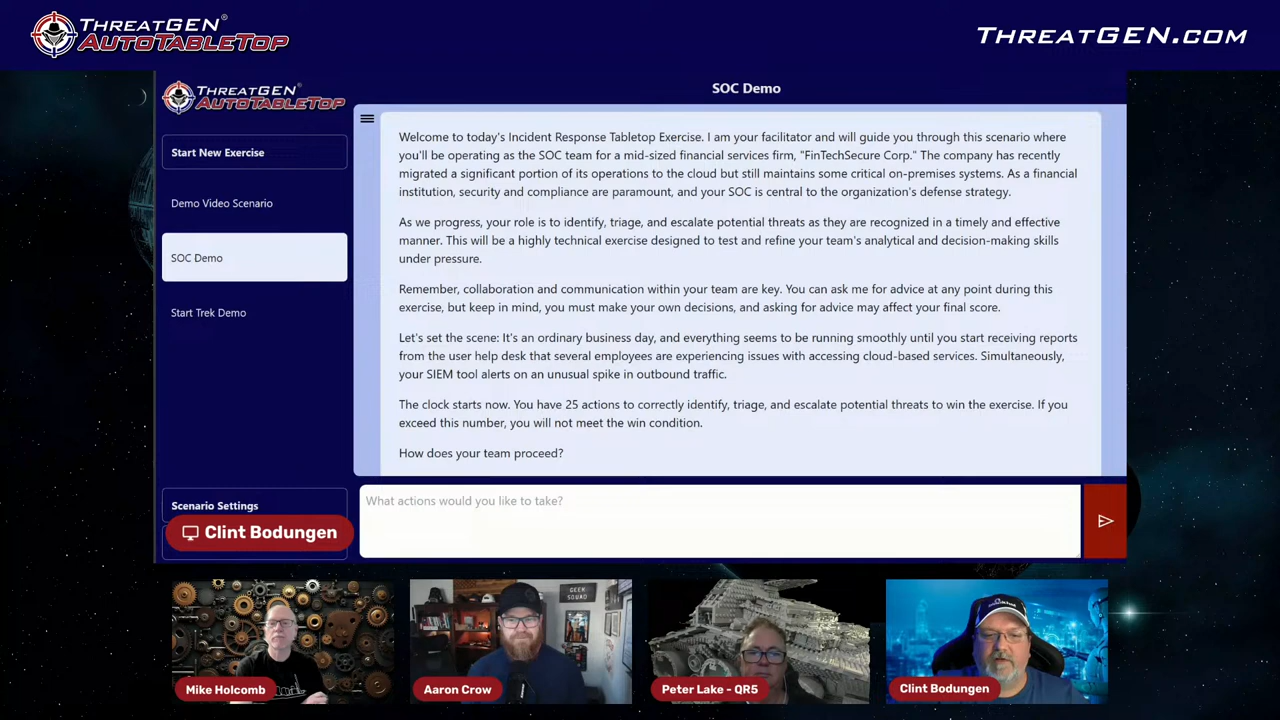 THREATGEN®
AUTOTABLETOP
THREATGEN.COM
THREATGEN®
AUTOTABLETOP
SOC Demo
Start New Exercise
Demo Video Scenario
SOC Demo
Start Trek Demo
Welcome to today's Incident Response Tabletop Exercise. I am your facilitator and will guide you through this scenario where
you'll be operating as the SOC team for a mid-sized financial services firm, "FinTechSecure Corp." The company has recently
migrated a significant portion of its operations to the cloud but still maintains some critical on-premises systems. As a financial
institution, security and compliance are paramount, and your SOC is central to the organization's defense strategy.
As we progress, your role is to identify, triage, and escalate potential threats as they are recognized in a timely and effective
manner. This will be a highly technical exercise designed to test and refine your team's analytical and decision-making skills
under pressure.
Remember, collaboration and communication within your team are key. You can ask me for advice at any point during this
exercise, but keep in mind, you must make your own decisions, and asking for advice may affect your final score.
Let's set the scene: It's an ordinary business day, and everything seems to be running smoothly until you start receiving reports
from the user help desk that several employees are experiencing issues with accessing cloud-based services. Simultaneously,
your SIEM tool alerts on an unusual spike in outbound traffic.
The clock starts now. You have 25 actions to correctly identify, triage, and escalate potential threats to win the exercise. If you
exceed this number, you will not meet the win condition.
How does your team proceed?
Scenario Settings
Clint Bodungen
What actions would you like to take?
GEEK
SQUAD
Mike Holcomb
Aaron Crow
Peter Lake - QR5
Clint Bodungen